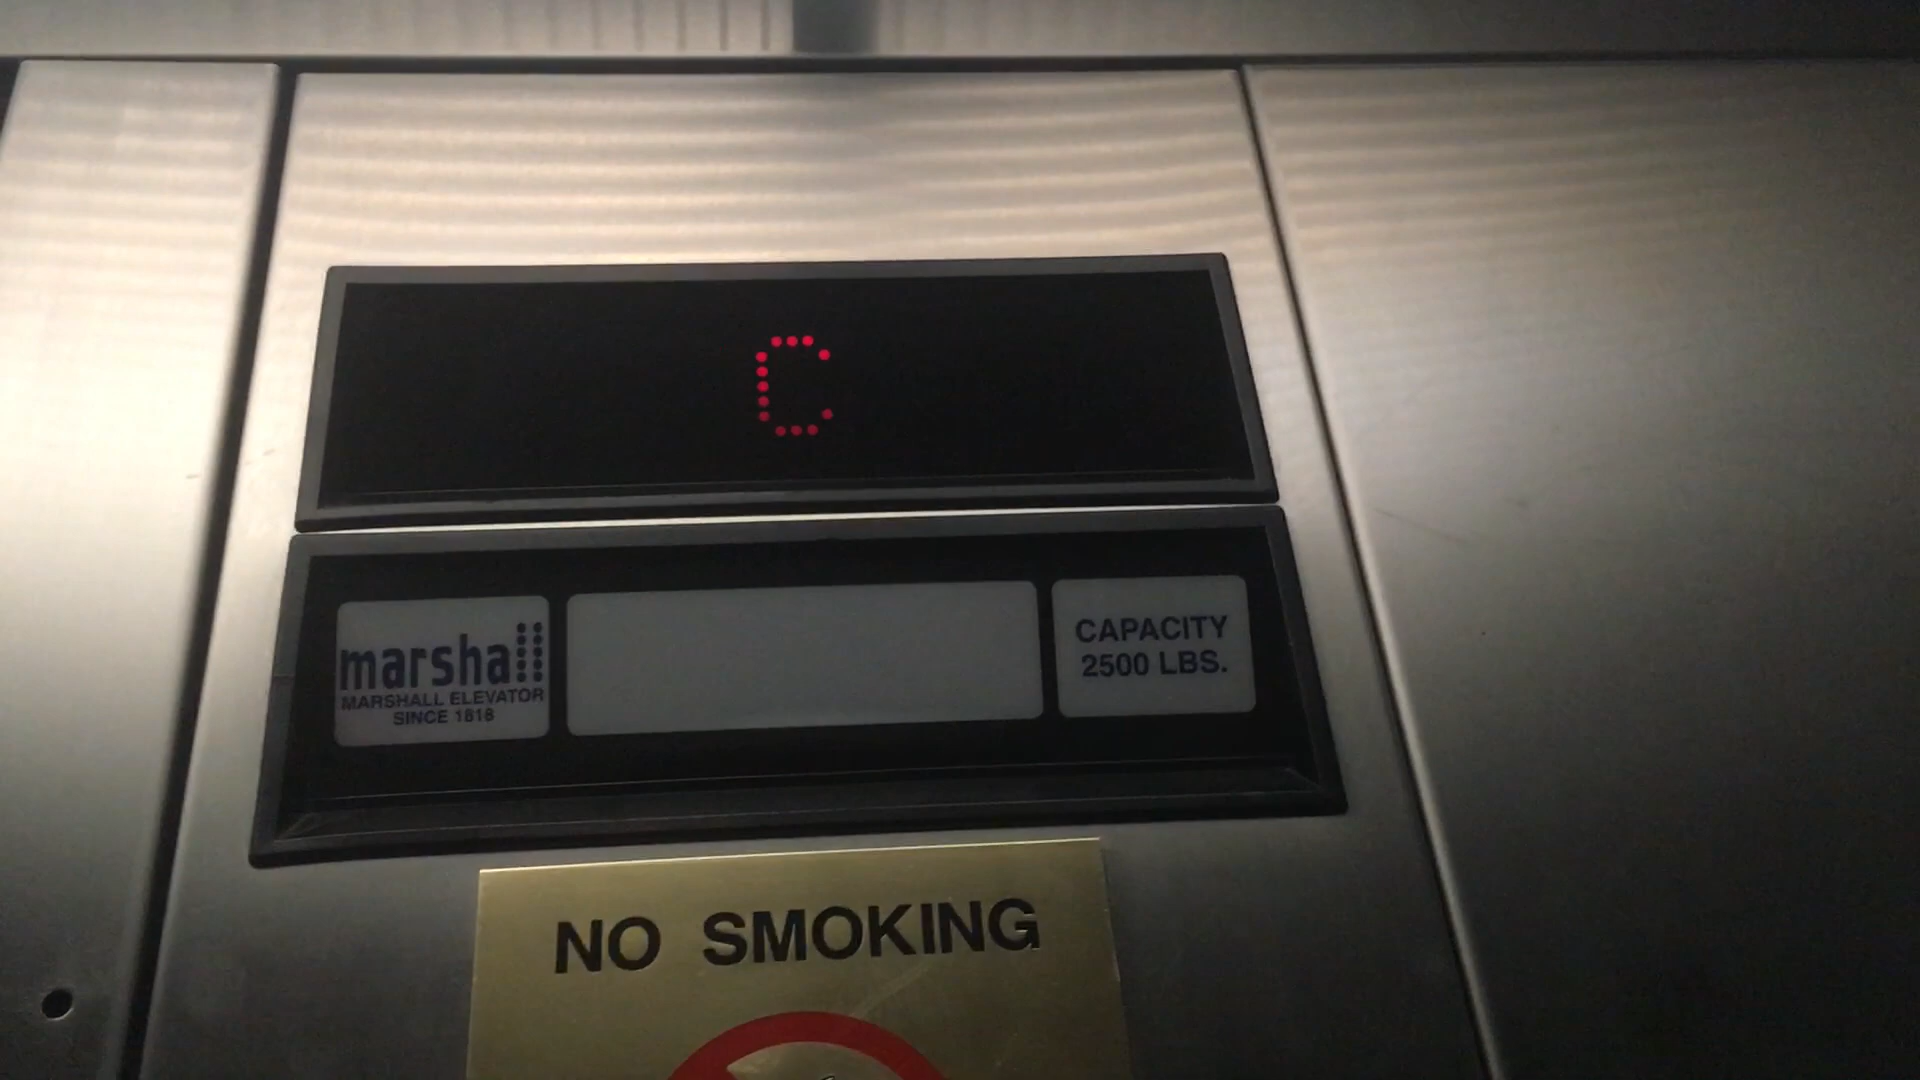 C
marshall
MARSHALL ELEVATOR
SINCE 1818
CAPACITY
2500 LBS.
NO SMOKING